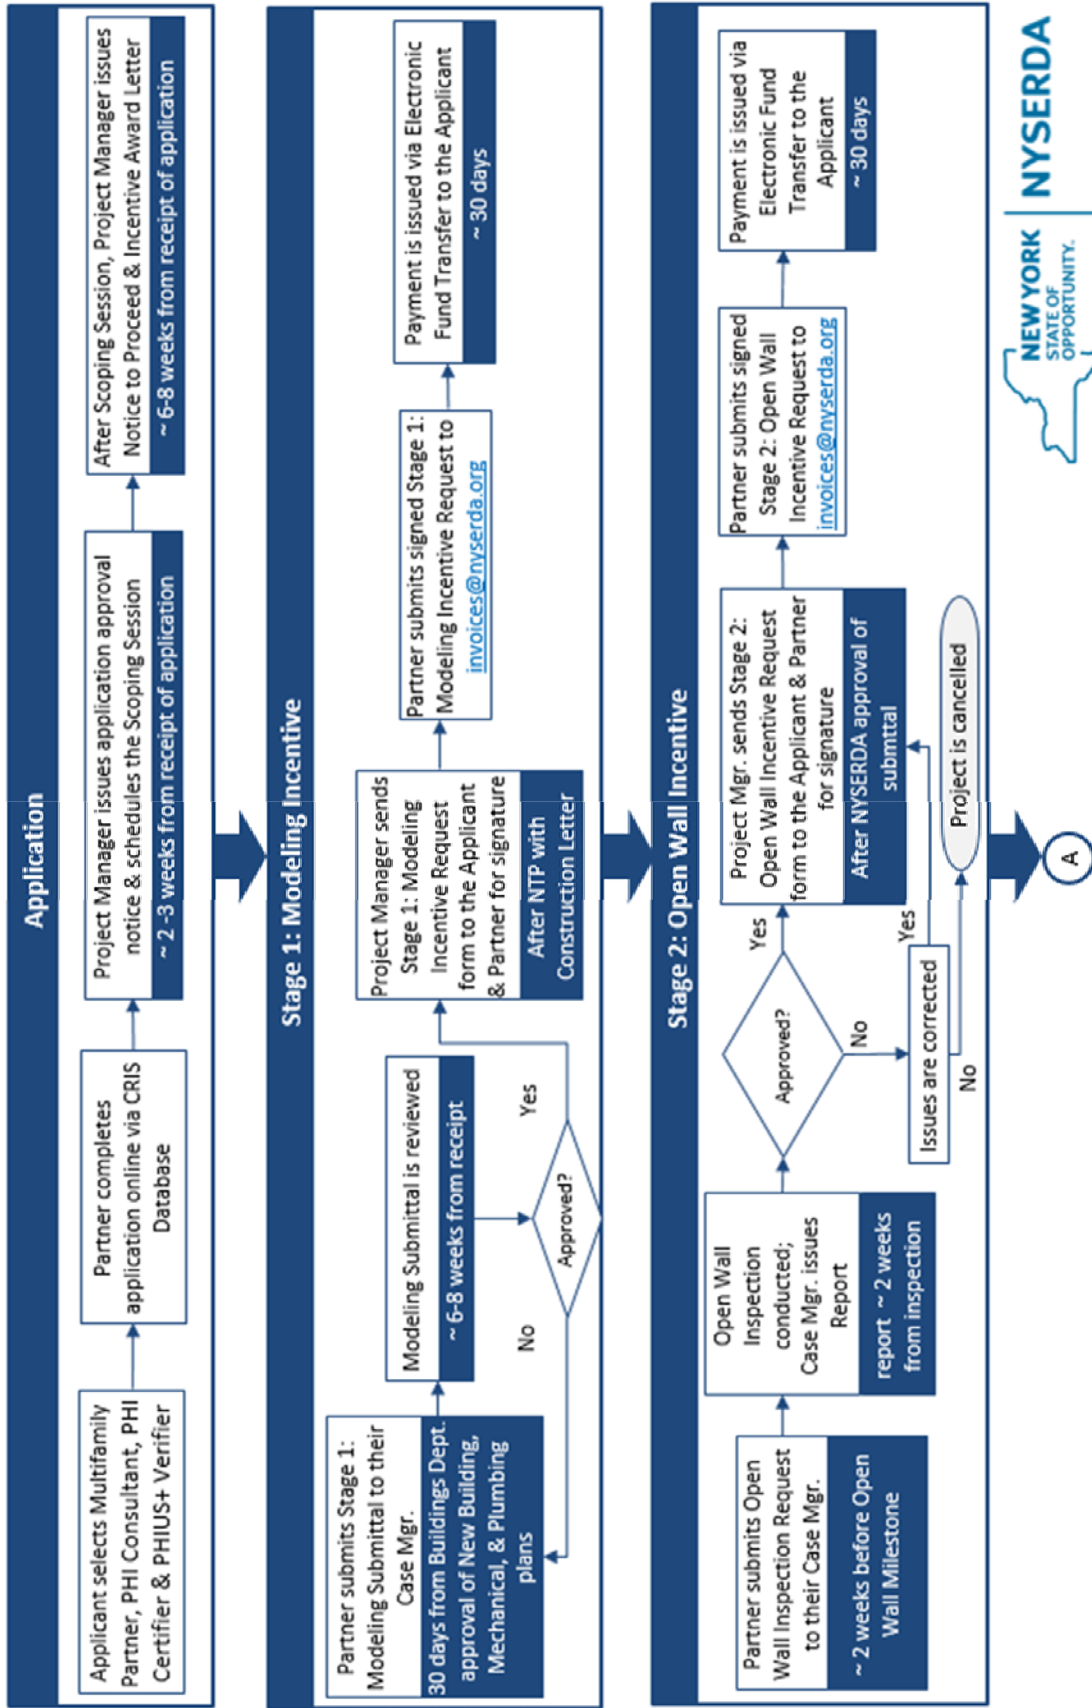 Application
Applicant selects Multifamily
Partner, PHI Consultant, PHI
Certifier & PHIUS+ Verifier
Partner completes
application online via CRIS
Database
Project Manager issues application approval
notice & schedules the Scoping Session
~ 2 -3 weeks from receipt of application
After Scoping Session, Project Manager issues
Notice to Proceed & Incentive Award Letter
~ 6-8 weeks from receipt of application
Stage 1: Modeling Incentive
Partner submits Stage 1:
Modeling Submittal to their
Case Mgr.
30 days from Buildings Dept.
approval of New Building,
Mechanical, & Plumbing
plans
Modeling Submittal is reviewed
~ 6-8 weeks from receipt
Approved?
No
Yes
Project Manager sends
Stage 1: Modeling
Incentive Request
form to the Applicant
& Partner for signature
After NTP with
Construction Letter
Partner submits signed Stage 1:
Modeling Incentive Request to
invoices@nyserda.org
Payment is issued via Electronic
Fund Transfer to the Applicant
~ 30 days
Stage 2: Open Wall Incentive
Partner submits Open
Wall Inspection Request
to their Case Mgr.
~ 2 weeks before Open
Wall Milestone
Open Wall
Inspection
conducted;
Case Mgr. issues
Report
report ~ 2 weeks
from inspection
Approved?
Yes
No
Issues are corrected
Yes
No
Project Mgr. sends Stage 2:
Open Wall Incentive Request
form to the Applicant & Partner
for signature
After NYSERDA approval of
submttal
Project is cancelled
Partner submits signed
Stage 2: Open Wall
Incentive Request to
invoices@nyserda.org
Payment is issued via
Electronic Fund
Transfer to the
Applicant
~ 30 days
A
NEW YORK
STATE OF
OPPORTUNITY.
NYSERDA